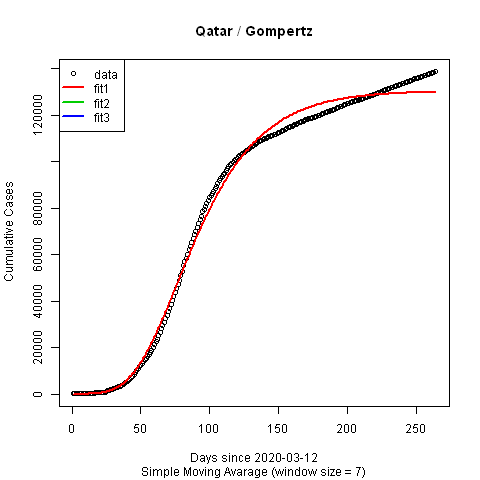 Qatar / Gompertz
data
fit1
fit2
fit3
Cumulative Cases
0
20000
40000
60000
80000
120000
0
50
100
150
200
250
Days since 2020-03-12
Simple Moving Avarage (window size = 7)